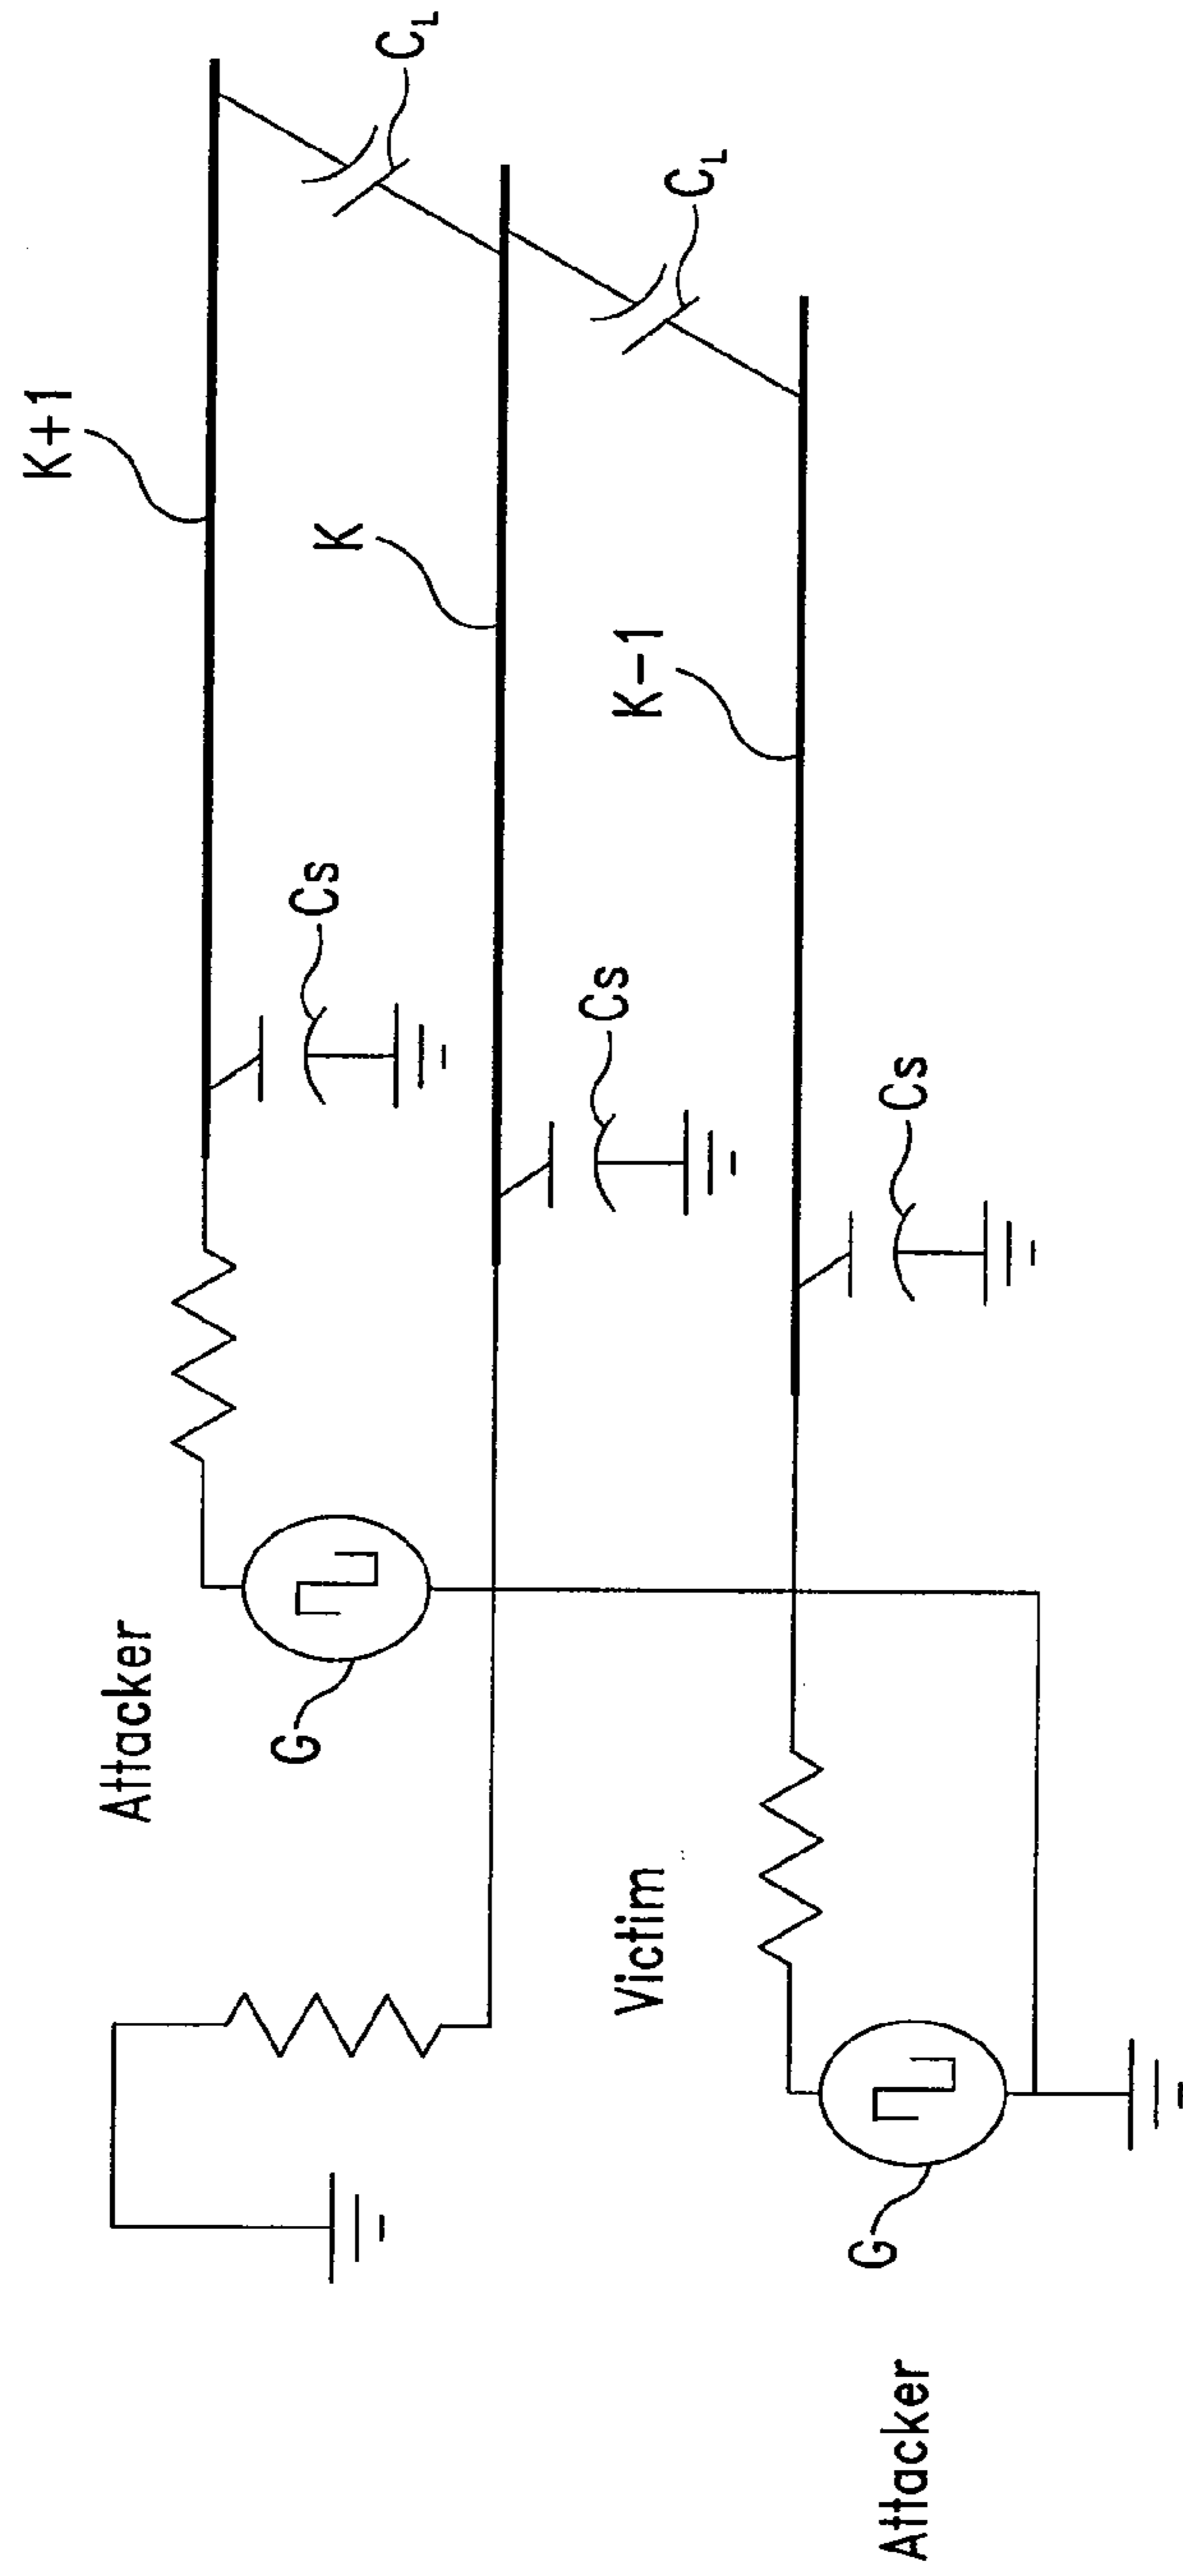 K+1
Attacker
G
Cs
K
C_L
Victim
Cs
K-1
C_L
Attacker
G
Cs